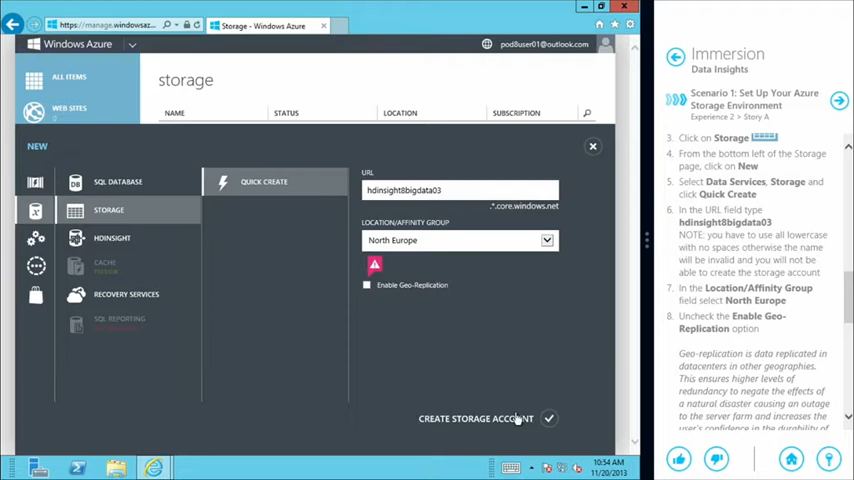 https://manage.windowsaz...
Storage - Windows Azure
Windows Azure
pod8user01@outlook.com
ALL ITEMS
WEB SITES
0
storage
NAME
STATUS
LOCATION
SUBSCRIPTION
NEW
SQL DATABASE
STORAGE
HDINSIGHT
CACHE
PREVIEW
RECOVERY SERVICES
SQL REPORTING
QUICK CREATE
URL
hdinsight8bigdata03
.*.core.windows.net
LOCATION/AFFINITY GROUP
North Europe
Enable Geo-Replication
CREATE STORAGE ACCOUNT
10:54 AM
11/20/2013
Immersion
Data Insights
Scenario 1: Set Up Your Azure
Storage Environment
Experience 2 > Story A
3. Click on Storage
4. From the bottom left of the Storage
page, click on New
5. Select Data Services, Storage and
click Quick Create
6. In the URL field type
hdinsight8bigdata03
NOTE: you have to use all lowercase
with no spaces otherwise the name
will be invalid and you will not be
able to create the storage account
7. In the Location/Affinity Group
field select North Europe
8. Uncheck the Enable Geo-
Replication option
Geo-replication is data replicated in
datacenters in other geographies.
This ensures higher levels of
redundancy to negate the effects of
a natural disaster causing an outage
to the server farm and increases the
user's confidence in the durability of